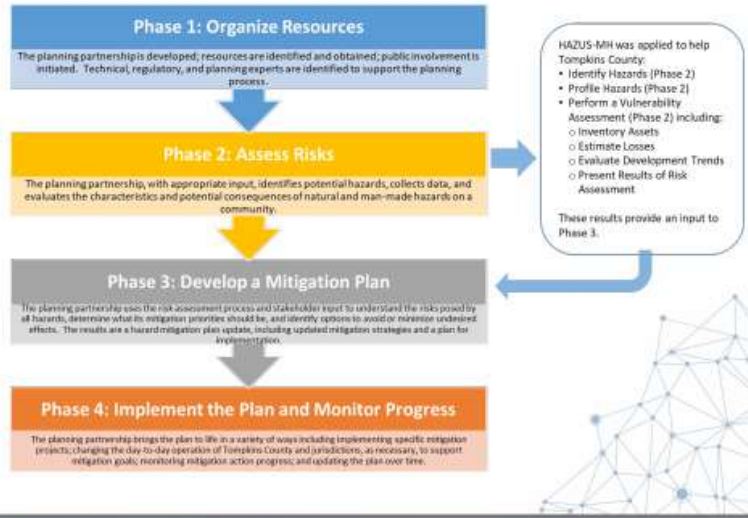 Phase 1: Organize Resources
The planning partnership is developed; resources are identified and obtained; public involvement is
initiated. Technical, regulatory, and planning experts are identified to support the planning
process.
Phase 2: Assess Risks
The planning partnership, with appropriate input, identifies potential hazards, collects data, and
evaluates the characteristics and potential consequences of natural and man-made hazards on a
community.
Phase 3: Develop a Mitigation Plan
The planning partnership uses the risk assessment process and stakeholder input to understand the risks posed by
all hazards, determine what its mitigation priorities should be, and identify options to avoid or minimize undesired
effects. The results are a hazard mitigation plan update, including updated mitigation strategies and a plan for
implementation.
Phase 4: Implement the Plan and Monitor Progress
The planning partnership brings the plan to life in a variety of ways including implementing specific mitigation
projects; changing the day-to-day operation of Tompkins County and jurisdictions, as necessary, to support
mitigation goals; monitoring mitigation action progress; and updating the plan over time.
HAZUS-MH was applied to help
Tompkins County:
• Identify Hazards (Phase 2)
• Profile Hazards (Phase 2)
• Perform a Vulnerability
Assessment (Phase 2) including:
o Inventory Assets
o Estimate Losses
o Evaluate Development Trends
o Present Results of Risk
Assessment
These results provide an input to
Phase 3.